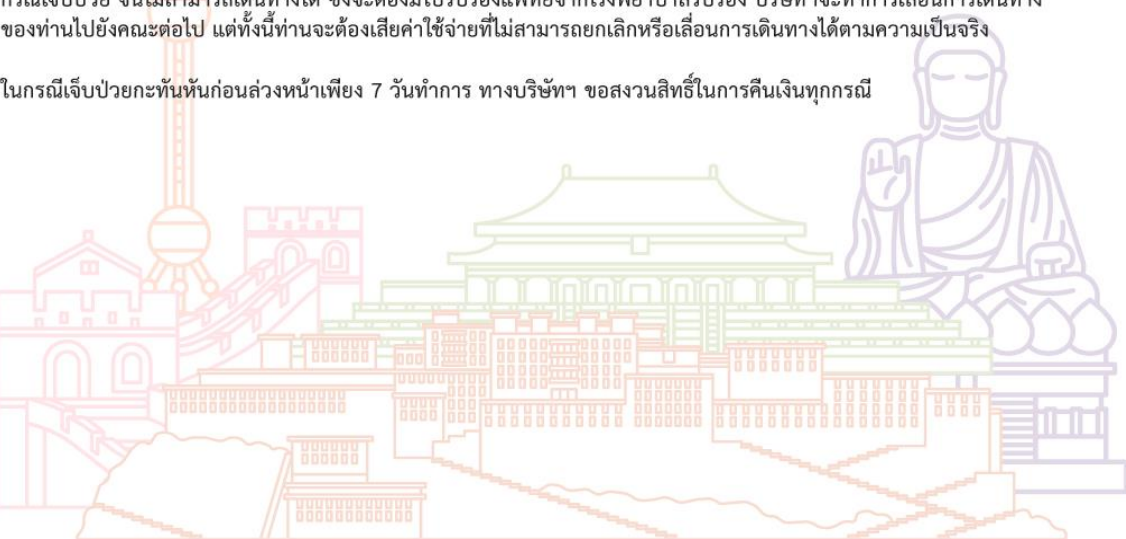 กรณีเจ็บป่วย จนไม่สามารถเดินทางได้ ซึ่งจะต้องมีใบรับรองแพทย์จากโรงพยาบาลรับรอง บริษัทฯจะทำการเลื่อนการเดินทาง
ของท่านไปยังคณะต่อไป แต่ทั้งนี้ท่านจะต้องเสียค่าใช้จ่ายที่ไม่สามารถยกเลิกหรือเลื่อนการเดินทางได้ตามความเป็นจริง
ในกรณีเจ็บป่วยกะทันหันก่อนล่วงหน้าเพียง 7 วันทำการ ทางบริษัทฯ ขอสงวนสิทธิ์ในการคืนเงินทุกกรณี